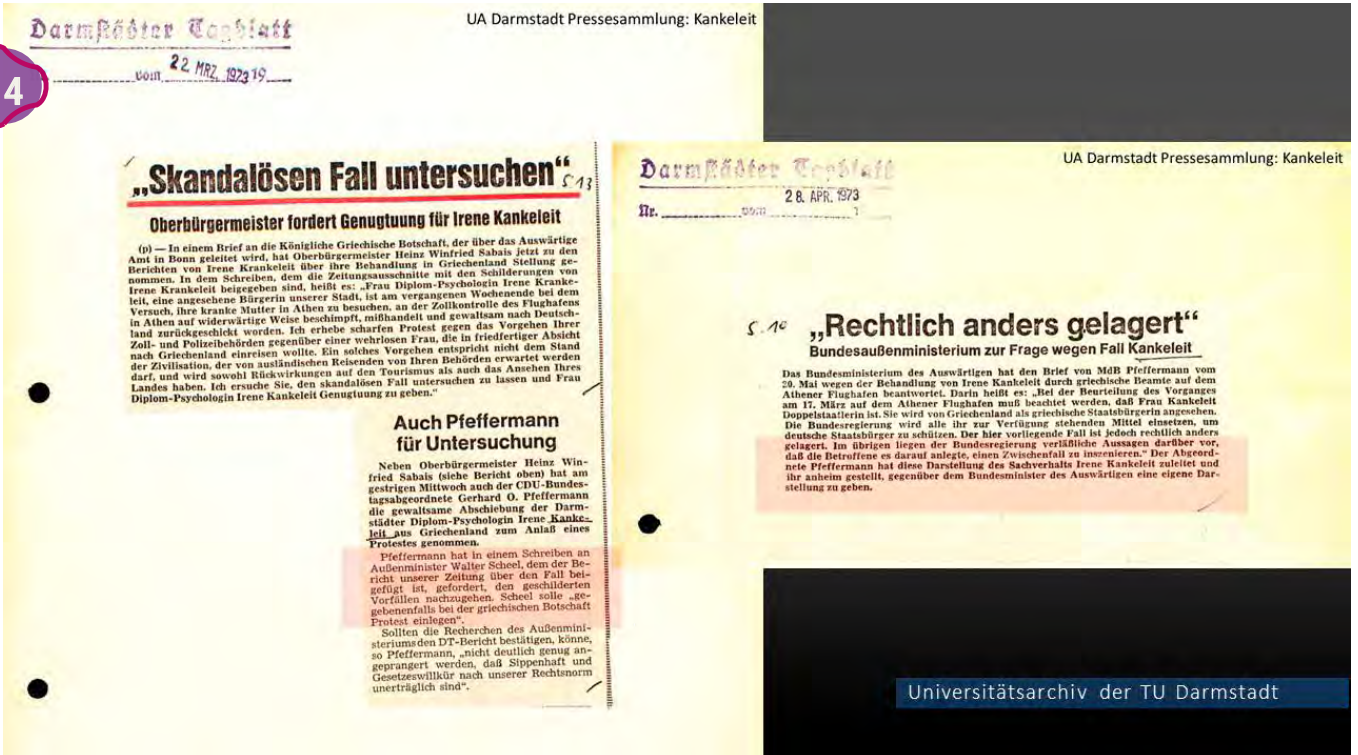 Darmstädter Tagblatt
UA Darmstadt Pressesammlung: Kankeleit
vom 22 MRZ. 1973 19
4
„Skandalösen Fall untersuchen“
S 13
Oberbürgermeister fordert Genugtuung für Irene Kankeleit
(p) — In einem Brief an die Königliche Griechische Botschaft, der über das Auswärtige
Amt in Bonn geleitet wird, hat Oberbürgermeister Heinz Winfried Sabais jetzt zu den
Berichten von Irene Krankeleit über ihre Behandlung in Griechenland Stellung ge-
nommen. In dem Schreiben, dem die Zeitungsausschnitte mit den Schilderungen von
Irene Krankeleit beigegeben sind, heißt es: „Frau Diplom-Psychologin Irene Kranke-
leit, eine angesehene Bürgerin unserer Stadt, ist am vergangenen Wochenende bei dem
Versuch, ihre kranke Mutter in Athen zu besuchen, an der Zollkontrolle des Flughafens
in Athen auf widerwärtige Weise beschimpft, mißhandelt und gewaltsam nach Deutsch-
land zurückgeschickt worden. Ich erhebe scharfen Protest gegen das Vorgehen Ihrer
Zoll- und Polizeibehörden gegenüber einer wehrlosen Frau, die in friedfertiger Absicht
nach Griechenland einreisen wollte. Ein solches Vorgehen entspricht nicht dem Stand
der Zivilisation, der von ausländischen Reisenden von Ihren Behörden erwartet werden
darf, und wird sowohl Rückwirkungen auf den Tourismus als auch das Ansehen Ihres
Landes haben. Ich ersuche Sie, den skandalösen Fall untersuchen zu lassen und Frau
Diplom-Psychologin Irene Kankeleit Genugtuung zu geben.“
Auch Pfeffermann
für Untersuchung
Neben Oberbürgermeister Heinz Win-
fried Sabais (siehe Bericht oben) hat am
gestrigen Mittwoch auch der CDU-Bundes-
tagsabgeordnete Gerhard O. Pfeffermann
die gewaltsame Abschiebung der Darm-
städter Diplom-Psychologin Irene Kanke-
leit aus Griechenland zum Anlaß eines
Protestes genommen.
Pfeffermann hat in einem Schreiben an
Außenminister Walter Scheel, dem der Be-
richt unserer Zeitung über den Fall bei-
gefügt ist, gefordert, den geschilderten
Vorfällen nachzugehen. Scheel solle „ge-
gebenenfalls bei der griechischen Botschaft
Protest einlegen“.
Sollten die Recherchen des Außenmini-
steriums den DT-Bericht bestätigen, könne,
so Pfeffermann, „nicht deutlich genug an-
geprangert werden, daß Sippenhaft und
Gesetzeswillkür nach unserer Rechtsnorm
unerträglich sind“.
Darmstädter Tagblatt
UA Darmstadt Pressesammlung: Kankeleit
28. APR. 1973
Nr. vom 1
S. 10
„Rechtlich anders gelagert“
Bundesaußenministerium zur Frage wegen Fall Kankeleit
Das Bundesministerium des Auswärtigen hat den Brief von MdB Pfeffermann vom
20. Mai wegen der Behandlung von Irene Kankeleit durch griechische Beamte auf dem
Athener Flughafen beantwortet. Darin heißt es: „Bei der Beurteilung des Vorganges
am 17. März auf dem Athener Flughafen muß beachtet werden, daß Frau Kankeleit
Doppelstaatlerin ist. Sie wird von Griechenland als griechische Staatsbürgerin angesehen.
Die Bundesregierung wird alle ihr zur Verfügung stehenden Mittel einsetzen, um
deutsche Staatsbürger zu schützen. Der hier vorliegende Fall ist jedoch rechtlich anders
gelagert. Im übrigen liegen der Bundesregierung verläßliche Aussagen darüber vor,
daß die Betroffene es darauf anlegte, einen Zwischenfall zu inszenieren.“ Der Abgeord-
nete Pfeffermann hat diese Darstellung des Sachverhalts Irene Kankeleit zuleitet und
ihr anheim gestellt, gegenüber dem Bundesminister des Auswärtigen eine eigene Dar-
stellung zu geben.
Universitätsarchiv der TU Darmstadt